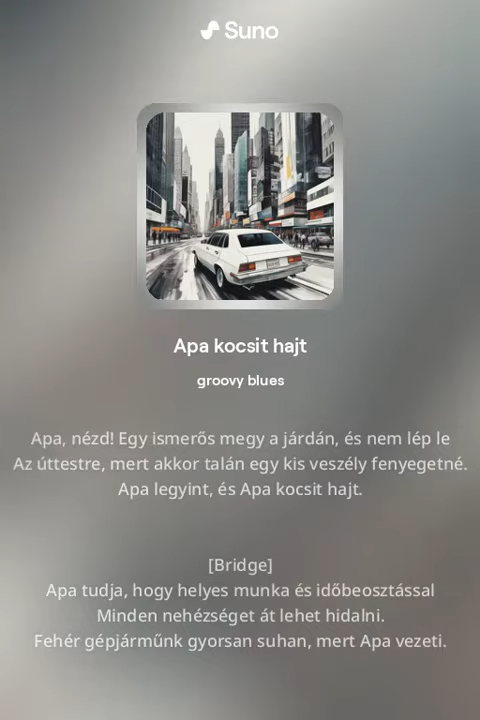 Suno
Apa kocsit hajt
groovy blues
Apa, nézd! Egy ismerős megy a járdán, és nem lép le
Az úttestre, mert akkor talán egy kis veszély fenyegetné.
Apa legyint, és Apa kocsit hajt.
[Bridge]
Apa tudja, hogy helyes munka és időbeosztással
Minden nehézséget át lehet hidalni.
Fehér gépjárműnk gyorsan suhan, mert Apa vezeti.